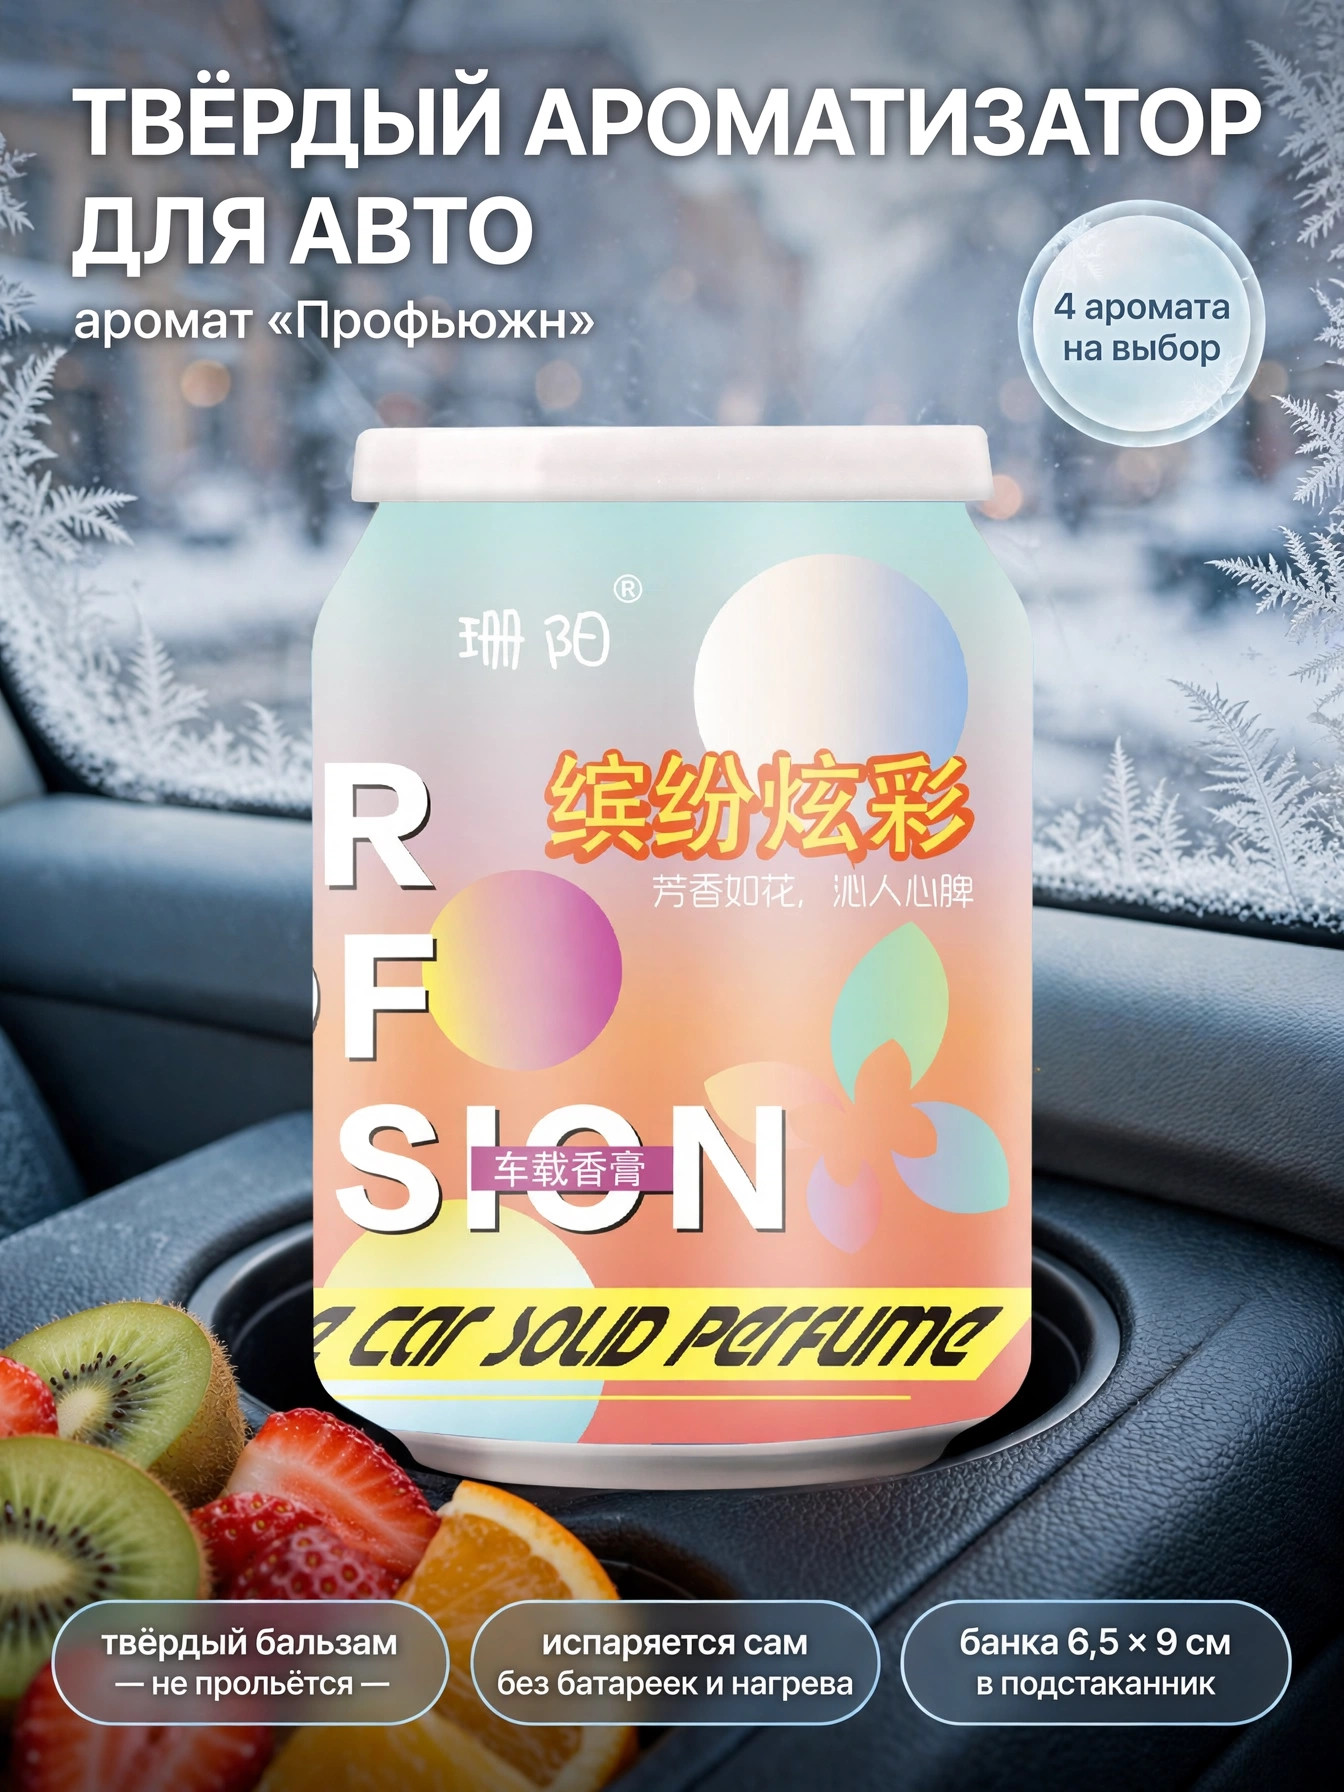 ТВЁРДЫЙ АРОМАТИЗАТОР
ДЛЯ АВТО
аромат «Профьюжн»
4 аромата
на выбор
珊阳®
R
缤纷炫彩
芳香如花, 沁人心脾
F
SION
车载香膏
e car solid perfume
твёрдый бальзам
— не прольётся —
испаряется сам
без батареек и нагрева
банка 6,5 × 9 см
в подстаканник